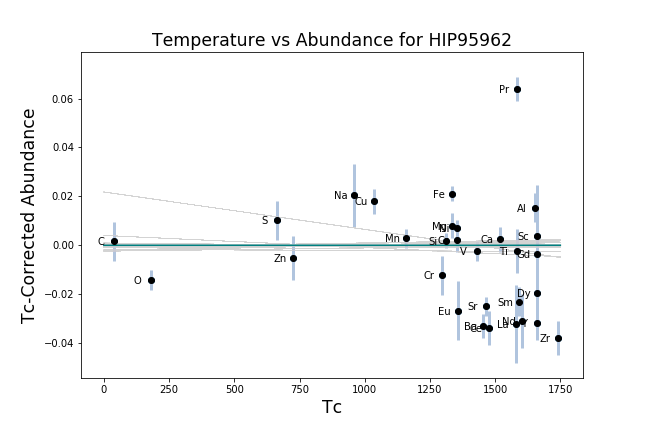 Temperature vs Abundance for HIP95962
Tc-Corrected Abundance
0.06
0.04
0.02
0.00
−0.02
−0.04
Pr
Na
Cu
Fe
Al
S
Mn
Sc
Ca
Si
C
V
Ti
Gd
Zn
O
Cr
Dy
Sm
Sr
Eu
Nd
La
Zr
0
250
500
750
1000
1250
1500
1750
Tc